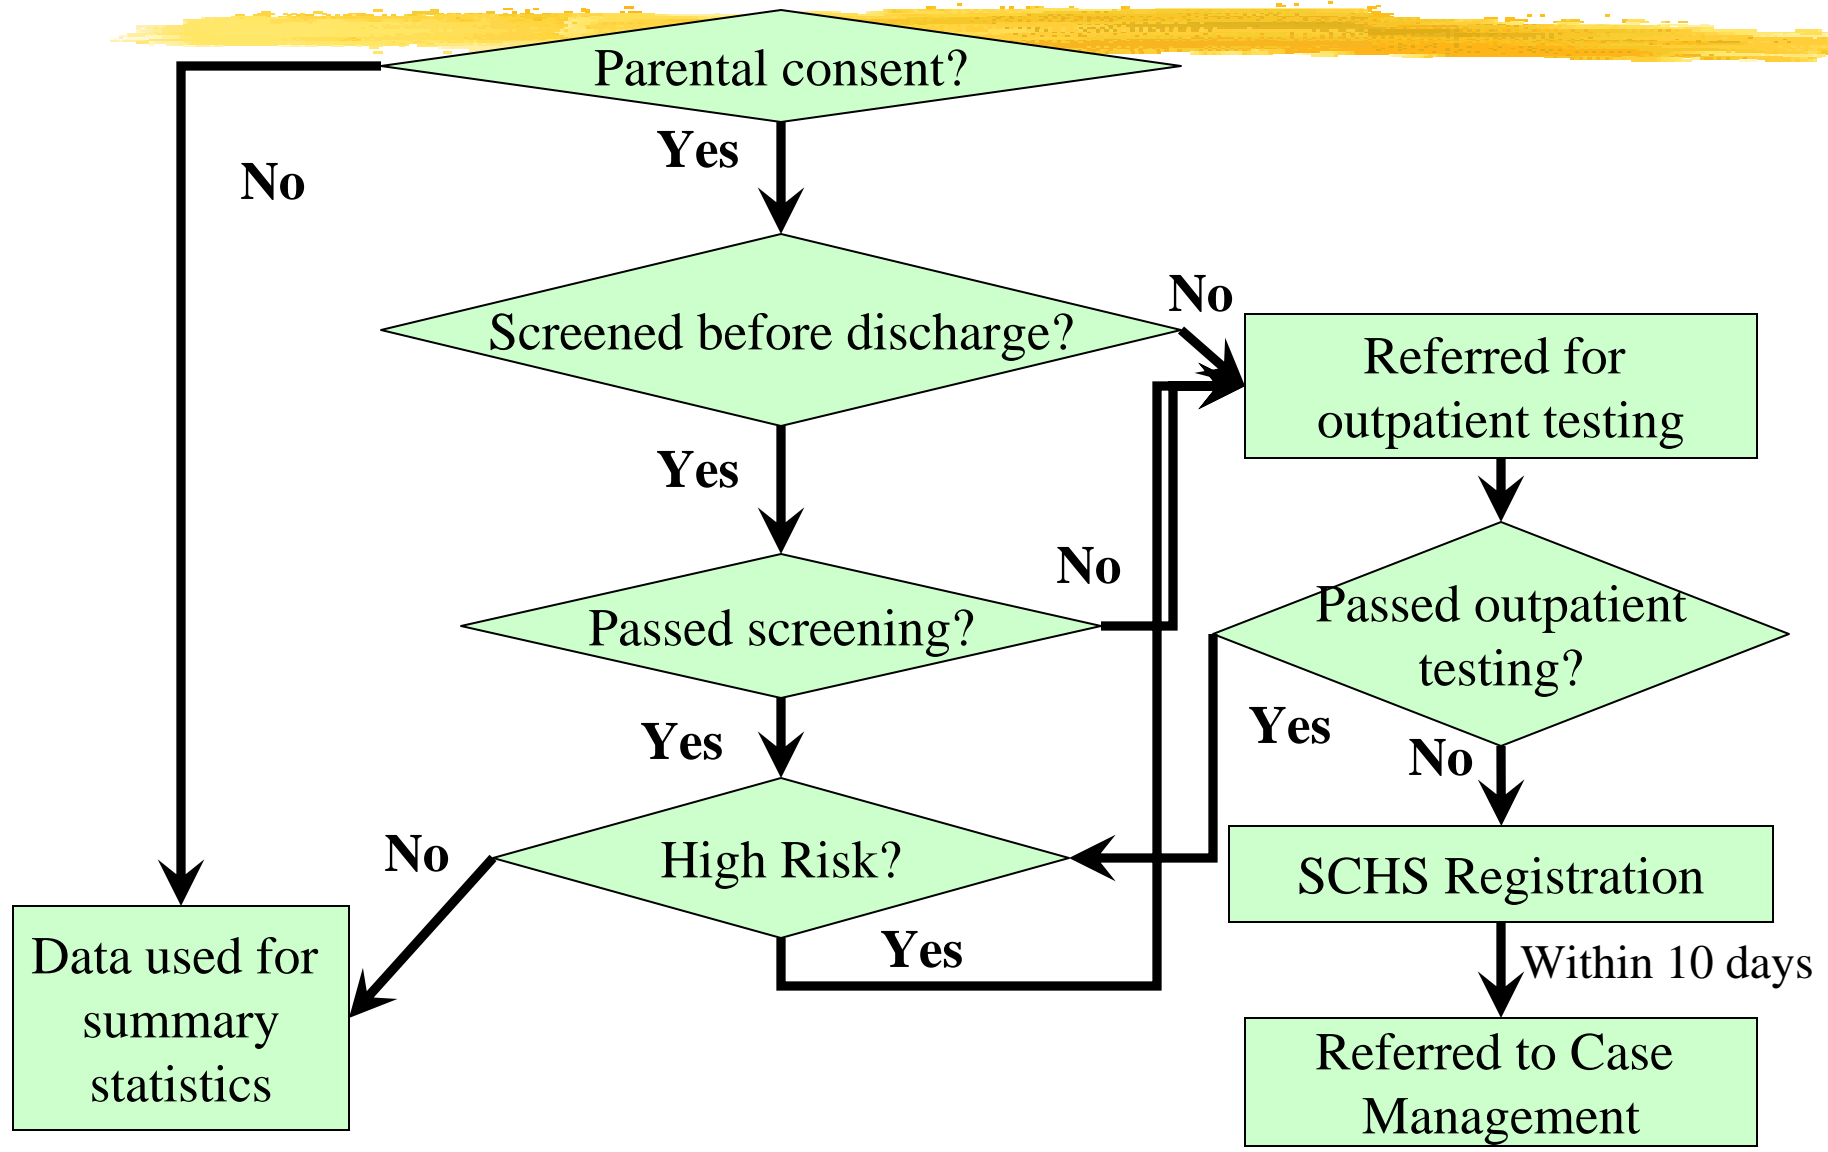 Parental consent?
Yes
No
Screened before discharge?
No
Referred for
outpatient testing
Yes
No
Passed screening?
Passed outpatient
testing?
Yes
Yes
No
No
High Risk?
SCHS Registration
Yes
Within 10 days
Data used for
summary
statistics
Referred to Case
Management